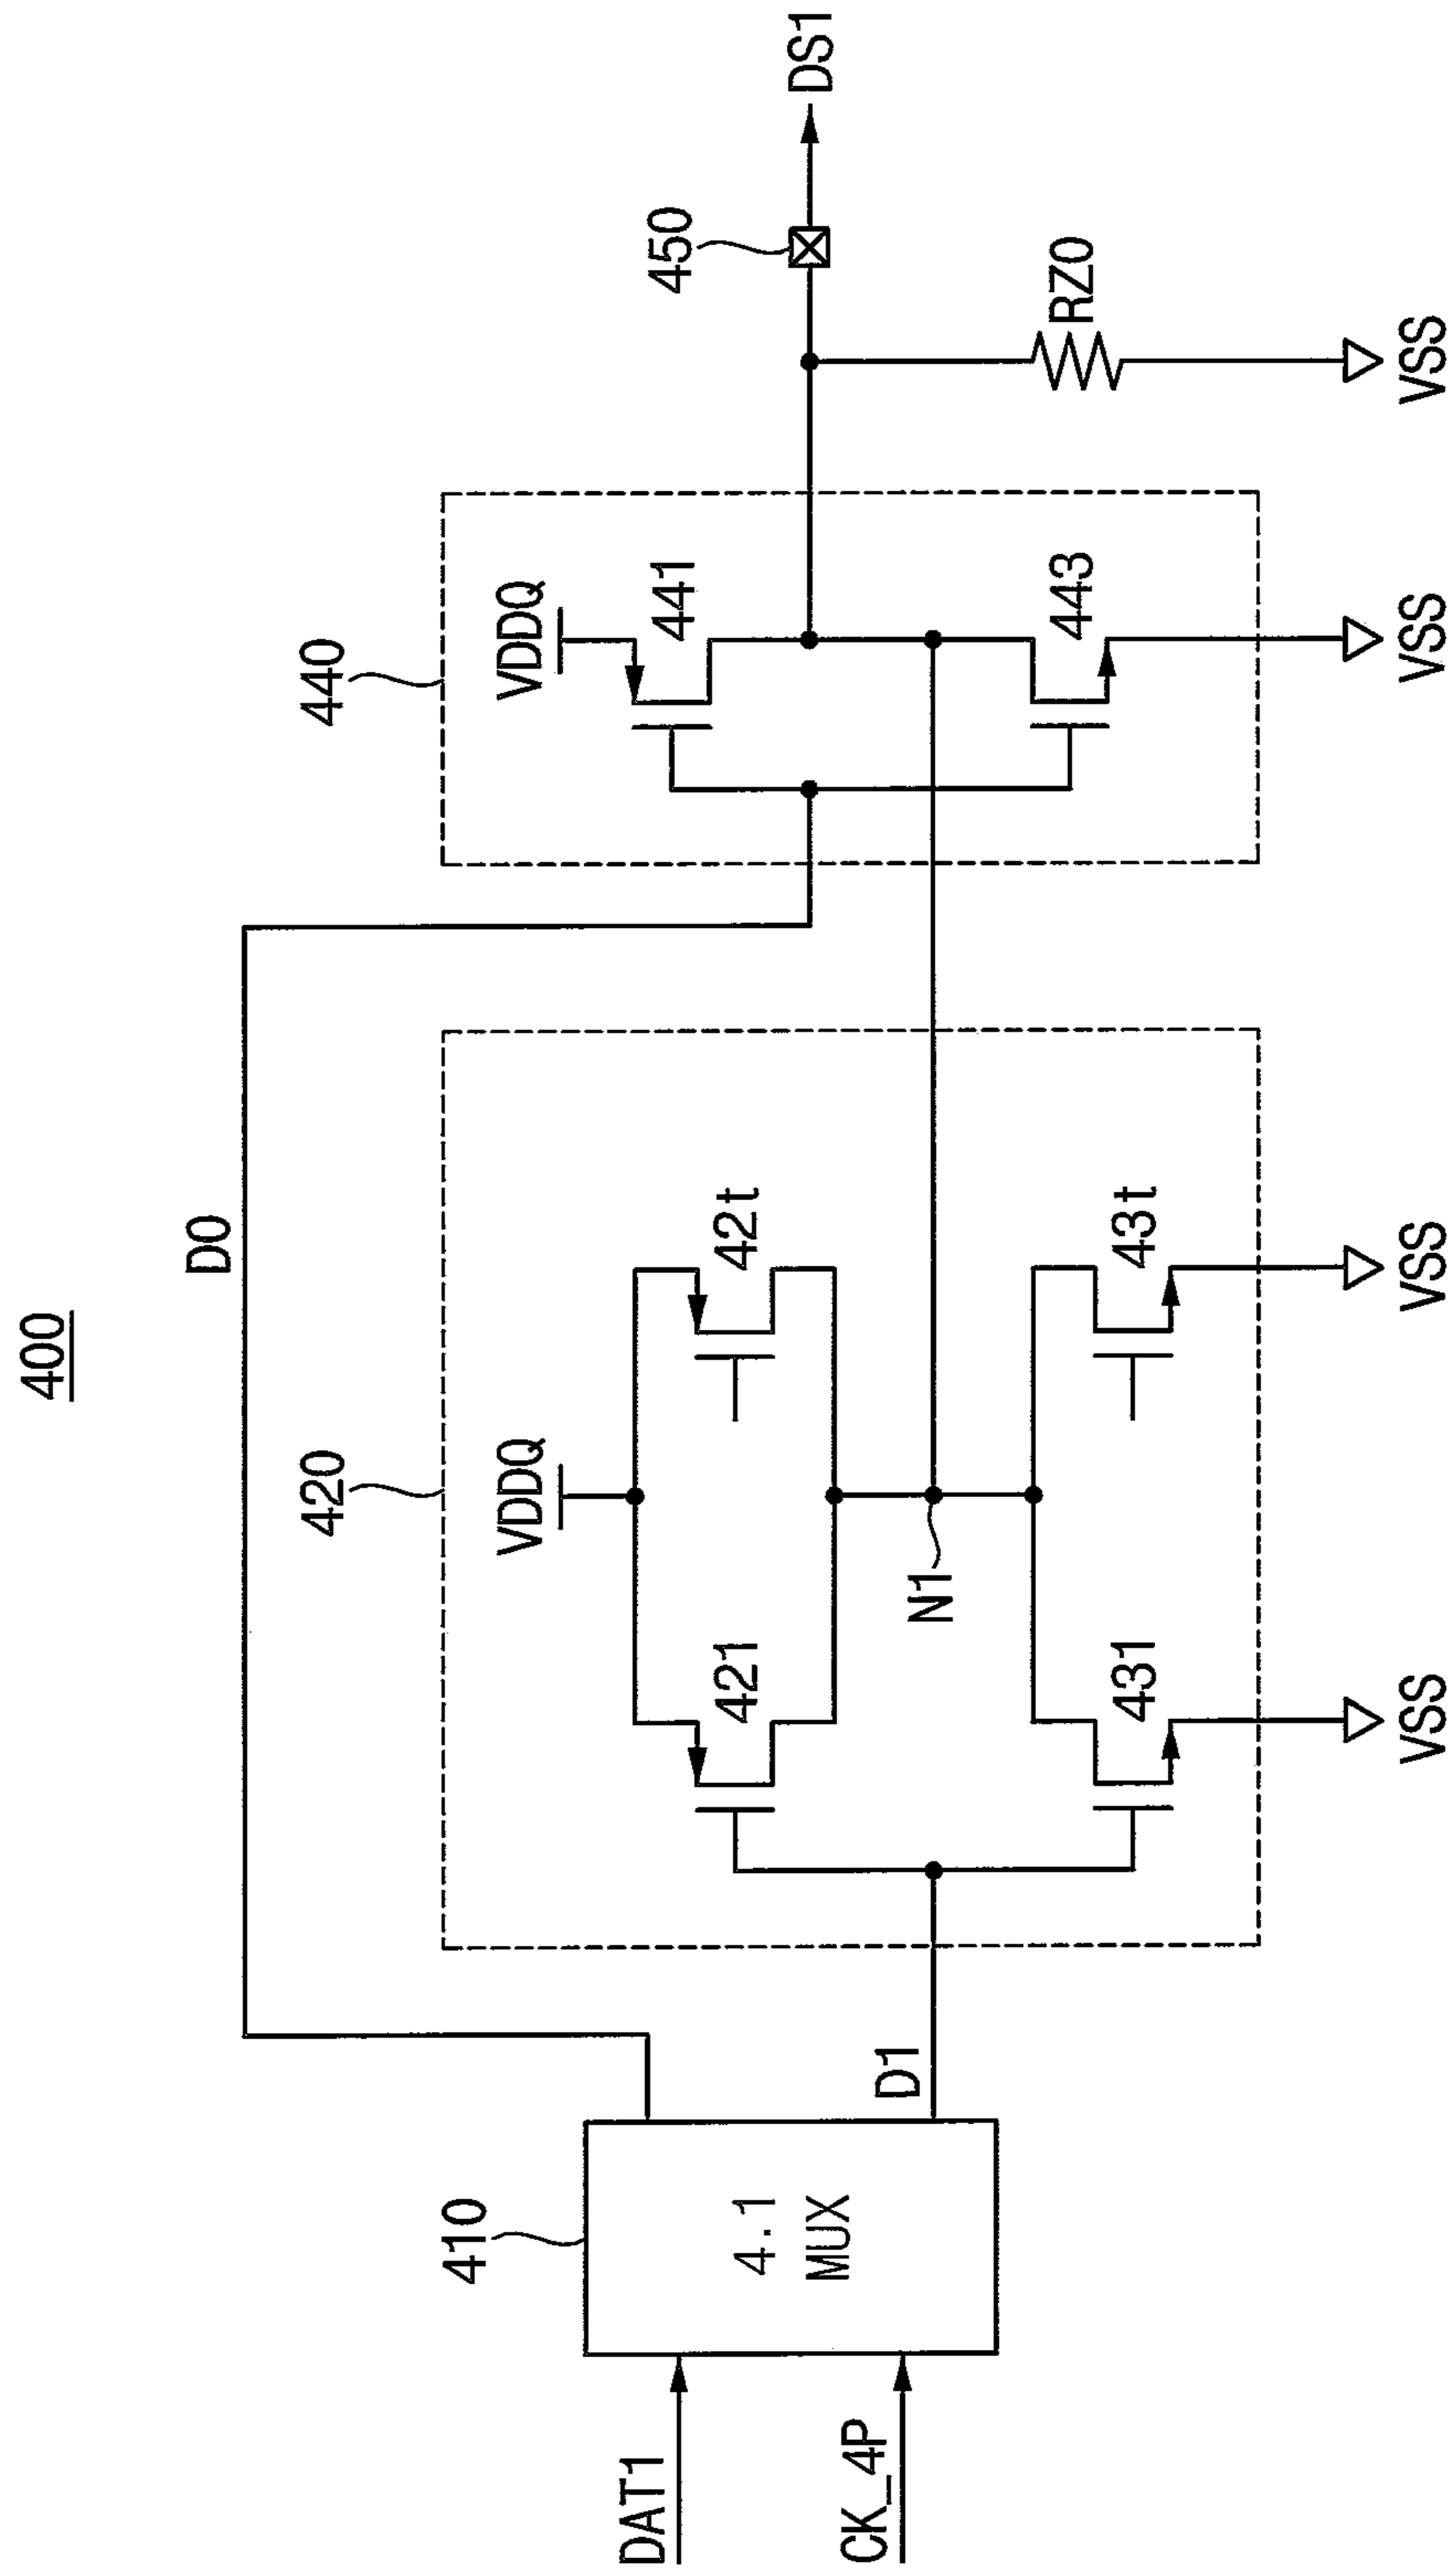 400
D0
420
440
VDDQ
VDDQ
450
DS1
410
DAT1
CK_4P
4.1
MUX
D1
421
42t
441
N1
431
43t
443
RZ0
VSS
VSS
VSS
VSS